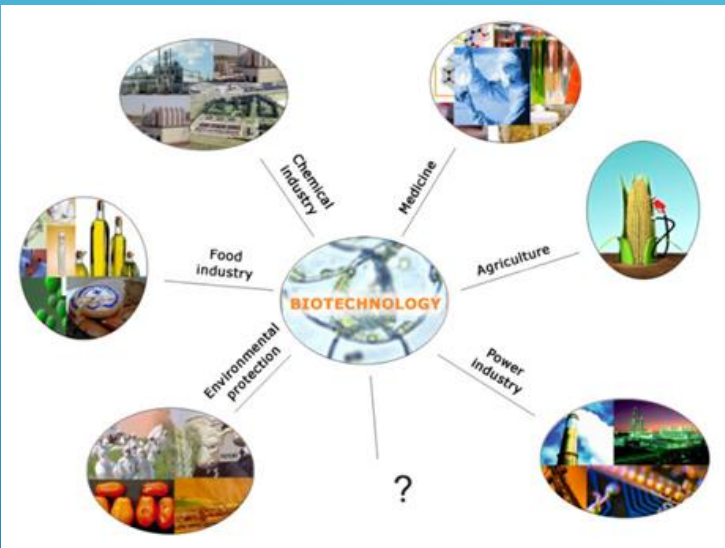 Chemical
industry
Medicine
Food
industry
Agriculture
BIOTECHNOLOGY
Environmental
protection
Power
industry
?